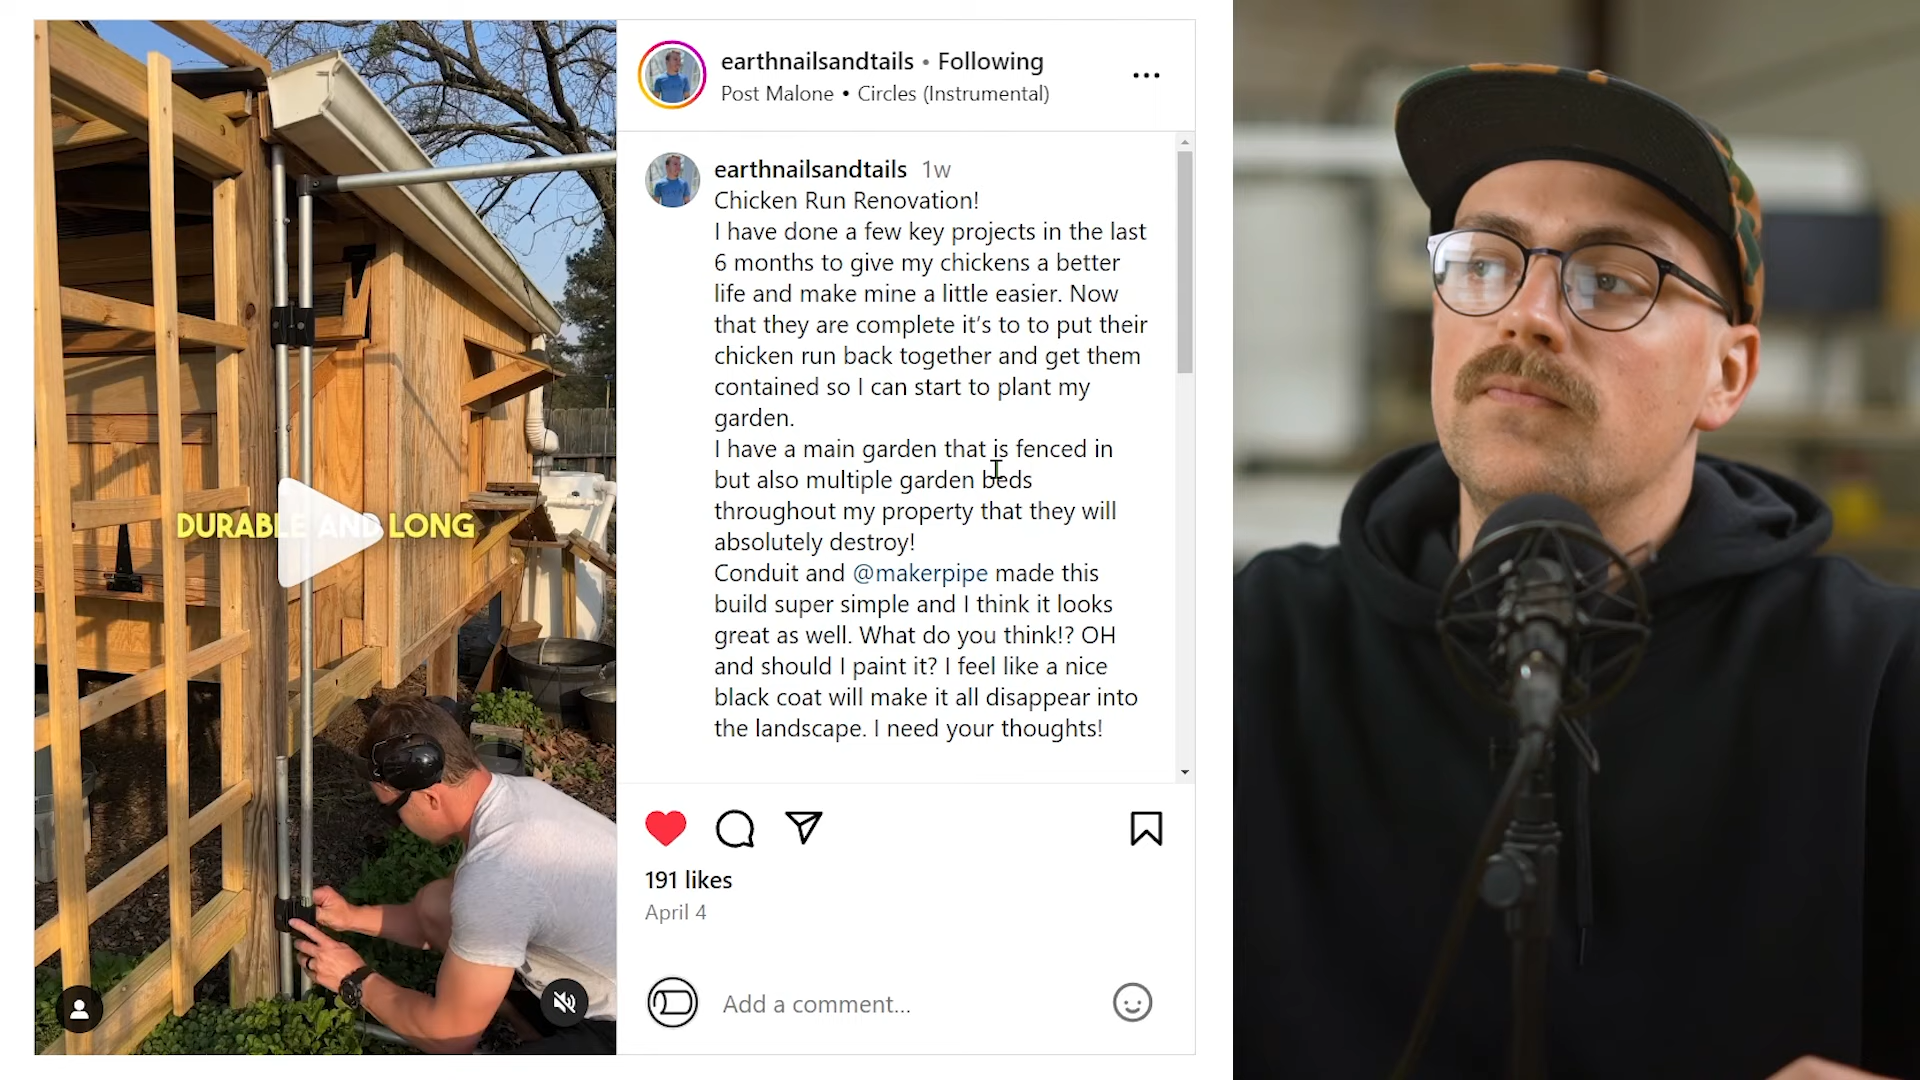 DURABLE AND LONG
earthnailsandtails • Following
Post Malone • Circles (Instrumental)
earthnailsandtails 1w
Chicken Run Renovation!
I have done a few key projects in the last
6 months to give my chickens a better
life and make mine a little easier. Now
that they are complete it’s to to put their
chicken run back together and get them
contained so I can start to plant my
garden.
I have a main garden that is fenced in
but also multiple garden beds
throughout my property that they will
absolutely destroy!
Conduit and @makerpipe made this
build super simple and I think it looks
great as well. What do you think!? OH
and should I paint it? I feel like a nice
black coat will make it all disappear into
the landscape. I need your thoughts!
191 likes
April 4
Add a comment...